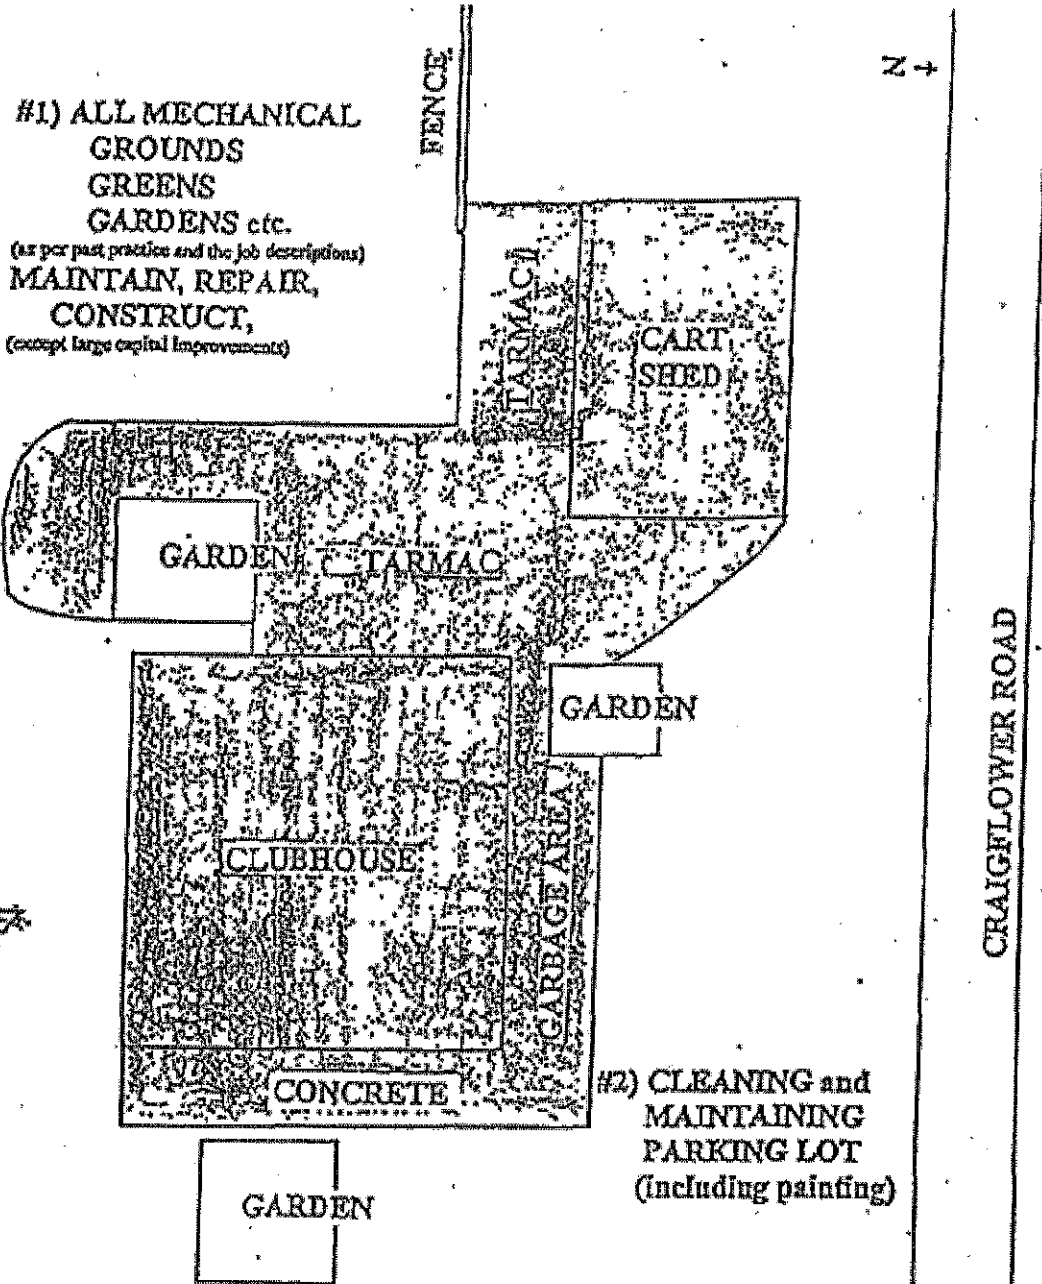 FENCE
N
#1) ALL MECHANICAL
GROUNDS
GREENS
GARDENS etc.
(as per past practice and the job descriptions)
MAINTAIN, REPAIR,
CONSTRUCT,
(except large capital improvements)
TARMAC
CART
SHED
GARDEN
TARMAC
GARDEN
CRAIGFLOWER ROAD
CLUBHOUSE
GARBAGE AREA
CONCRETE
#2) CLEANING and
MAINTAINING
PARKING LOT
(including painting)
GARDEN